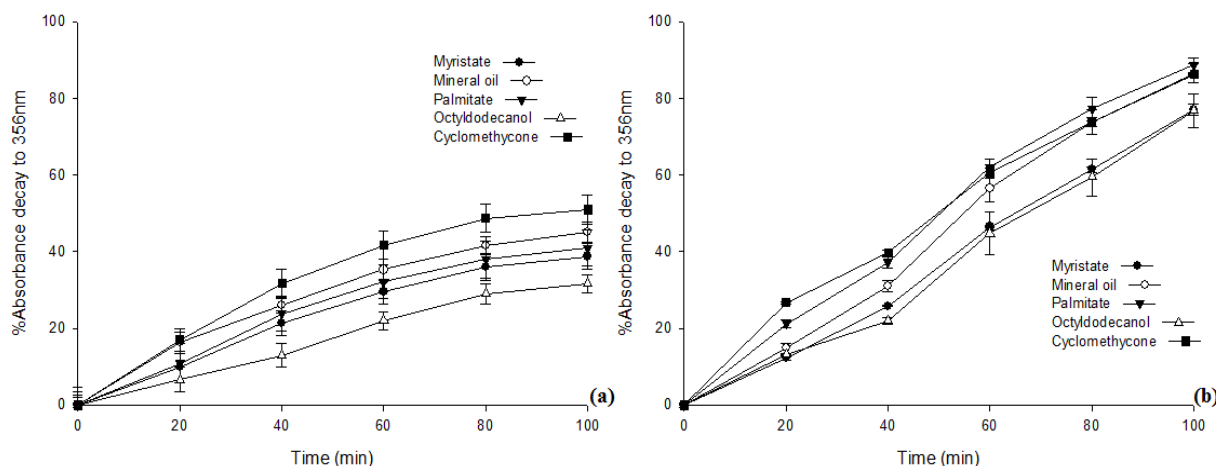 100
80
60
40
20
0
%Absorbance decay to 356nm
Myristate
Mineral oil
Palmitate
Octyldodecanol
Cyclomethycone
(a)
0 20 40 60 80 100
Time (min)
100
80
60
40
20
0
%Absorbance decay to 356nm
Myristate
Mineral oil
Palmitate
Octyldodecanol
Cyclomethycone
(b)
0 20 40 60 80 100
Time (min)